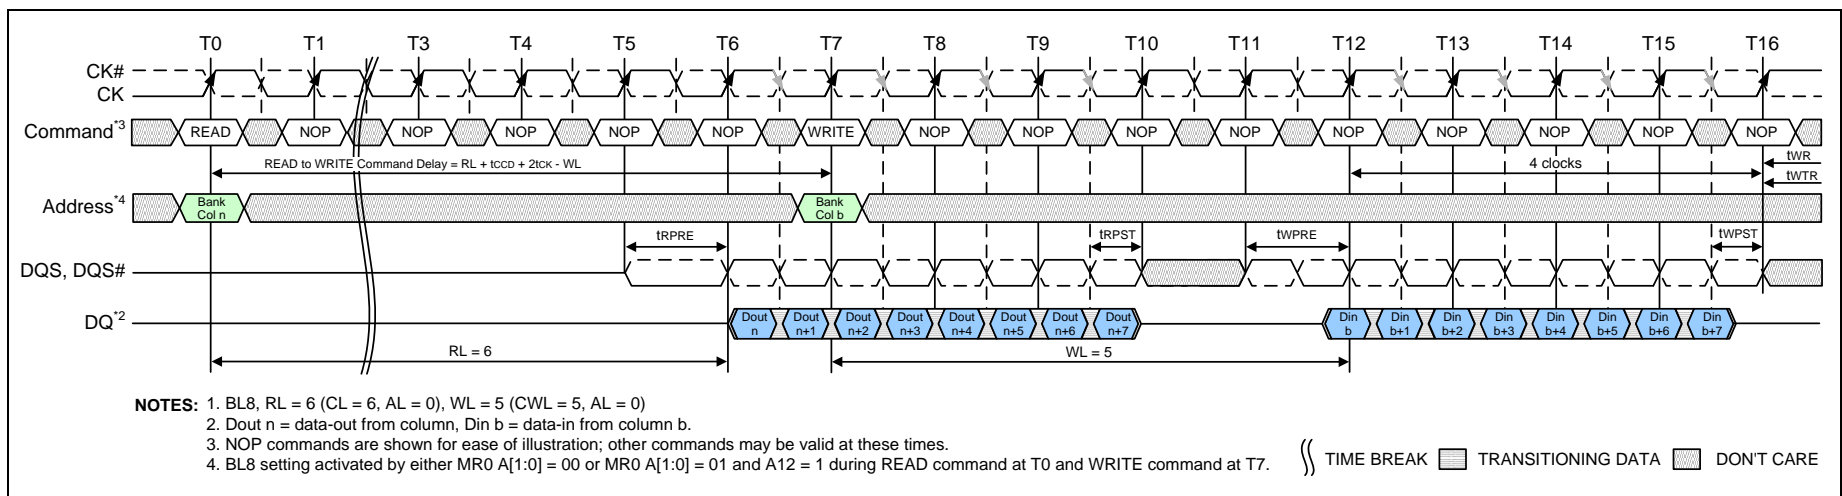 T0 T1 T3 T4 T5 T6 T7 T8 T9 T10 T11 T12 T13 T14 T15 T16
CK#
CK
Command*3 READ NOP NOP NOP NOP NOP WRITE NOP NOP NOP NOP NOP NOP NOP NOP NOP
READ to WRITE Command Delay = RL + tCCD + 2tCK - WL
4 clocks
tWR
tWTR
Address*4
Bank
Col n
Bank
Col b
tRPRE tRPST tWPRE tWPST
DQS, DQS#
DQ*2
Dout
n
Dout
n+1
Dout
n+2
Dout
n+3
Dout
n+4
Dout
n+5
Dout
n+6
Dout
n+7
Din
b
Din
b+1
Din
b+2
Din
b+3
Din
b+4
Din
b+5
Din
b+6
Din
b+7
RL = 6
WL = 5
NOTES: 1. BL8, RL = 6 (CL = 6, AL = 0), WL = 5 (CWL = 5, AL = 0)
2. Dout n = data-out from column, Din b = data-in from column b.
3. NOP commands are shown for ease of illustration; other commands may be valid at these times.
4. BL8 setting activated by either MR0 A[1:0] = 00 or MR0 A[1:0] = 01 and A12 = 1 during READ command at T0 and WRITE command at T7.
TIME BREAK TRANSITIONING DATA DON'T CARE